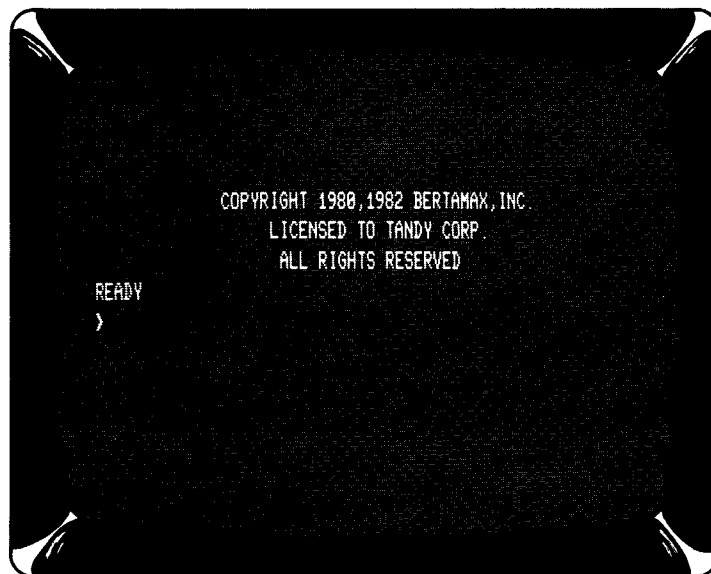 COPYRIGHT 1980,1982 BERTAMAX,INC.
LICENSED TO TANDY CORP.
ALL RIGHTS RESERVED
READY
>